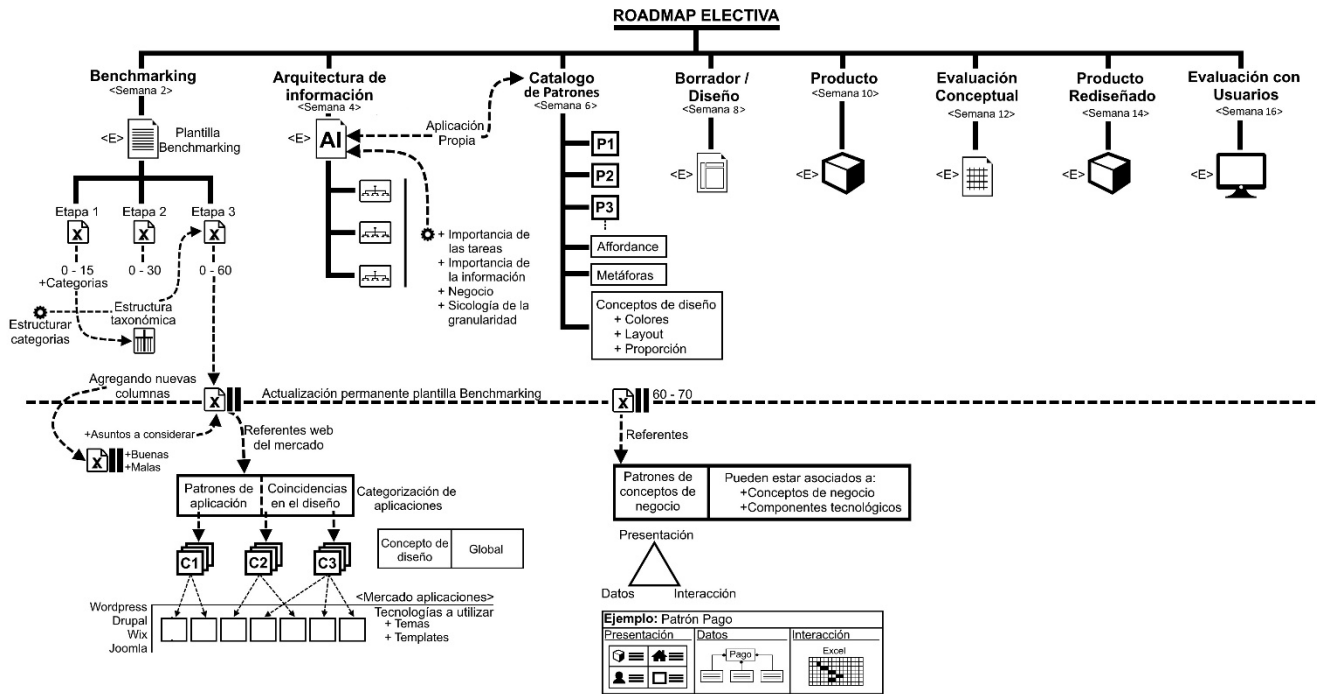 ROADMAP ELECTIVA
Benchmarking
<Semana 2>
<E>
Plantilla
Benchmarking
Etapa 1
Etapa 2
Etapa 3
X
X
X
0 - 15
+Categorias
0 - 30
0 - 60
Estructurar
categorias
Estructura
taxonómica
Arquitectura de
información
<Semana 4>
<E>
AI
Aplicación
Propia
+ Importancia de
las tareas
+ Importancia de
la información
+ Negocio
+ Sicología de la
granularidad
Catalogo
de Patrones
<Semana 6>
P1
P2
P3
Affordance
Metáforas
Conceptos de diseño
+ Colores
+ Layout
+ Proporción
Borrador /
Diseño
<Semana 8>
<E>
Producto
<Semana 10>
<E>
Evaluación
Conceptual
<Semana 12>
<E>
Producto
Rediseñado
<Semana 14>
<E>
Evaluación con
Usuarios
<Semana 16>
<E>
Agregando nuevas
columnas
X
Actualización permanente plantilla Benchmarking
X
60 - 70
+Asuntos a considerar
X
+Buenas
+Malas
Referentes web
del mercado
Patrones de
aplicación
Coincidencias
en el diseño
Categorización de
aplicaciones
C1
C2
C3
Concepto de
diseño
Global
<Mercado aplicaciones>
Wordpress
Drupal
Wix
Joomla
Tecnologías a utilizar
+ Temas
+ Templates
Referentes
Patrones de
conceptos de
negocio
Pueden estar asociados a:
+Conceptos de negocio
+Componentes tecnológicos
Presentación
Datos
Interacción
Ejemplo: Patrón Pago
Presentación
Datos
Interacción
Pago
Excel